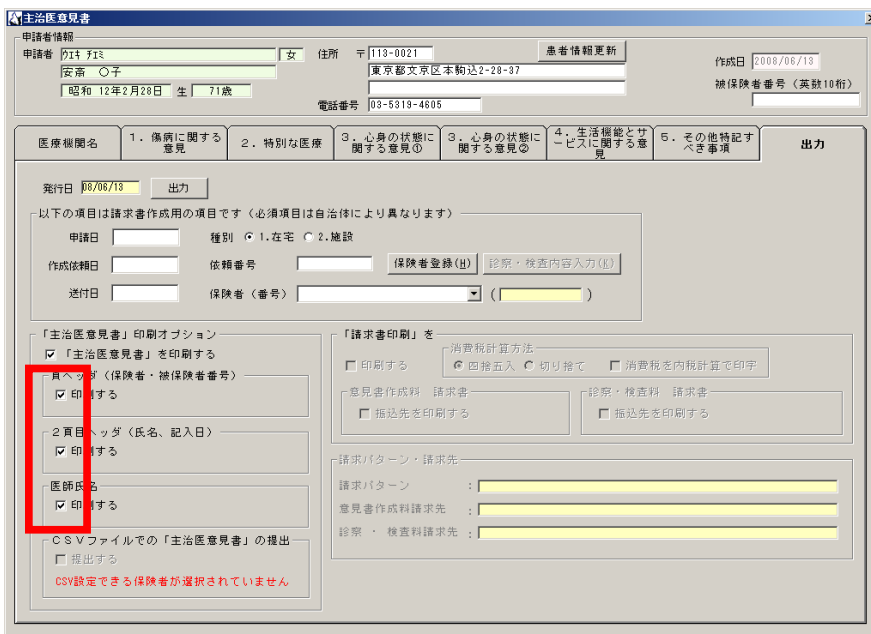 主治医意見書
申請者情報
申請者 ウエキ チエミ 女 住所 〒 113-0021 患者情報更新
安斎 〇子 東京都文京区本駒込2-28-37 作成日 2008/06/13
昭和 12年2月28日 生 71歳 被保険者番号（英数10桁）
電話番号 03-5319-4605
医療機関名
1．傷病に関する意見
2．特別な医療
3．心身の状態に関する意見①
3．心身の状態に関する意見②
4．生活機能とサービスに関する意見
5．その他特記すべき事項
出力
発行日 08/06/13 出力
以下の項目は請求書作成用の項目です（必須項目は自治体により異なります）
申請日 種別 1.在宅 2.施設
作成依頼日 依頼番号 保険者登録(H) 診察・検査内容入力(K)
送付日 保険者（番号） ( )
「主治医意見書」印刷オプション
「主治医意見書」を印刷する
頁ヘッダ（保険者・被保険者番号）
印刷する
2頁目ヘッダ（氏名、記入日）
印刷する
医師氏名
印刷する
CSVファイルでの「主治医意見書」の提出
提出する
CSV設定できる保険者が選択されていません
「請求書印刷」を
消費税計算方法
印刷する 四捨五入 切り捨て 消費税を内税計算で印字
意見書作成料 請求書
振込先を印刷する
診察・検査料 請求書
振込先を印刷する
請求パターン・請求先
請求パターン :
意見書作成料請求先 :
診察 ・ 検査料請求先 :